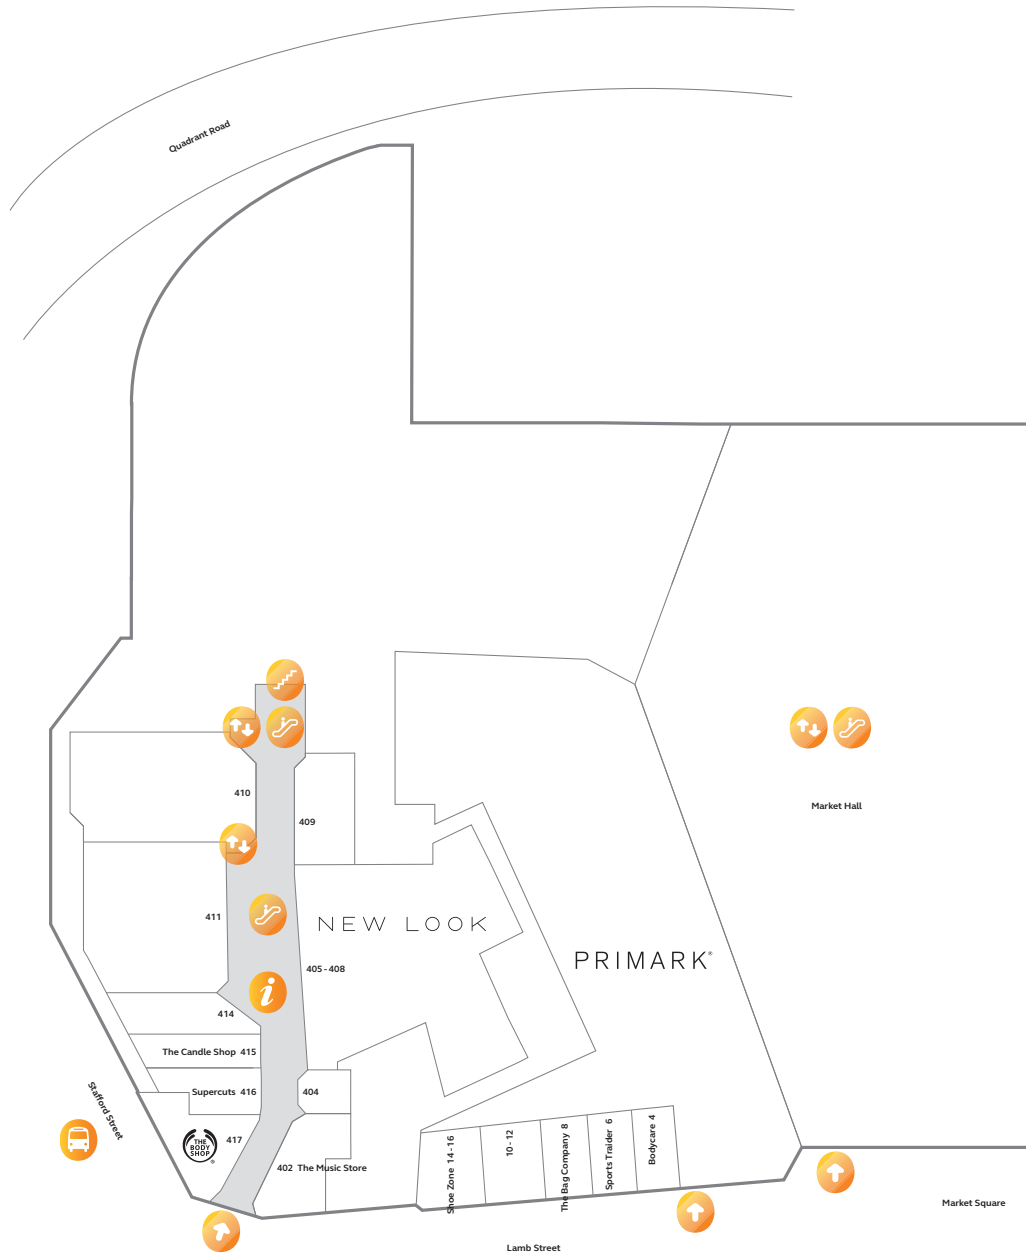 Quadrant Road
410
409
Market Hall
411
NEW LOOK
PRIMARK®
405 - 408
i
414
The Candle Shop 415
Supercuts 416
404
Stafford Street
THE
BODY
SHOP®
417
402 The Music Store
Shoe Zone 14 - 16
10 - 12
The Bag Company 8
Sports Traider 6
Bodycare 4
Market Square
Lamb Street